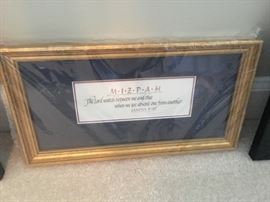 M·I·Z·P·A·H
The Lord watch between me and thee
when we are absent one from another.